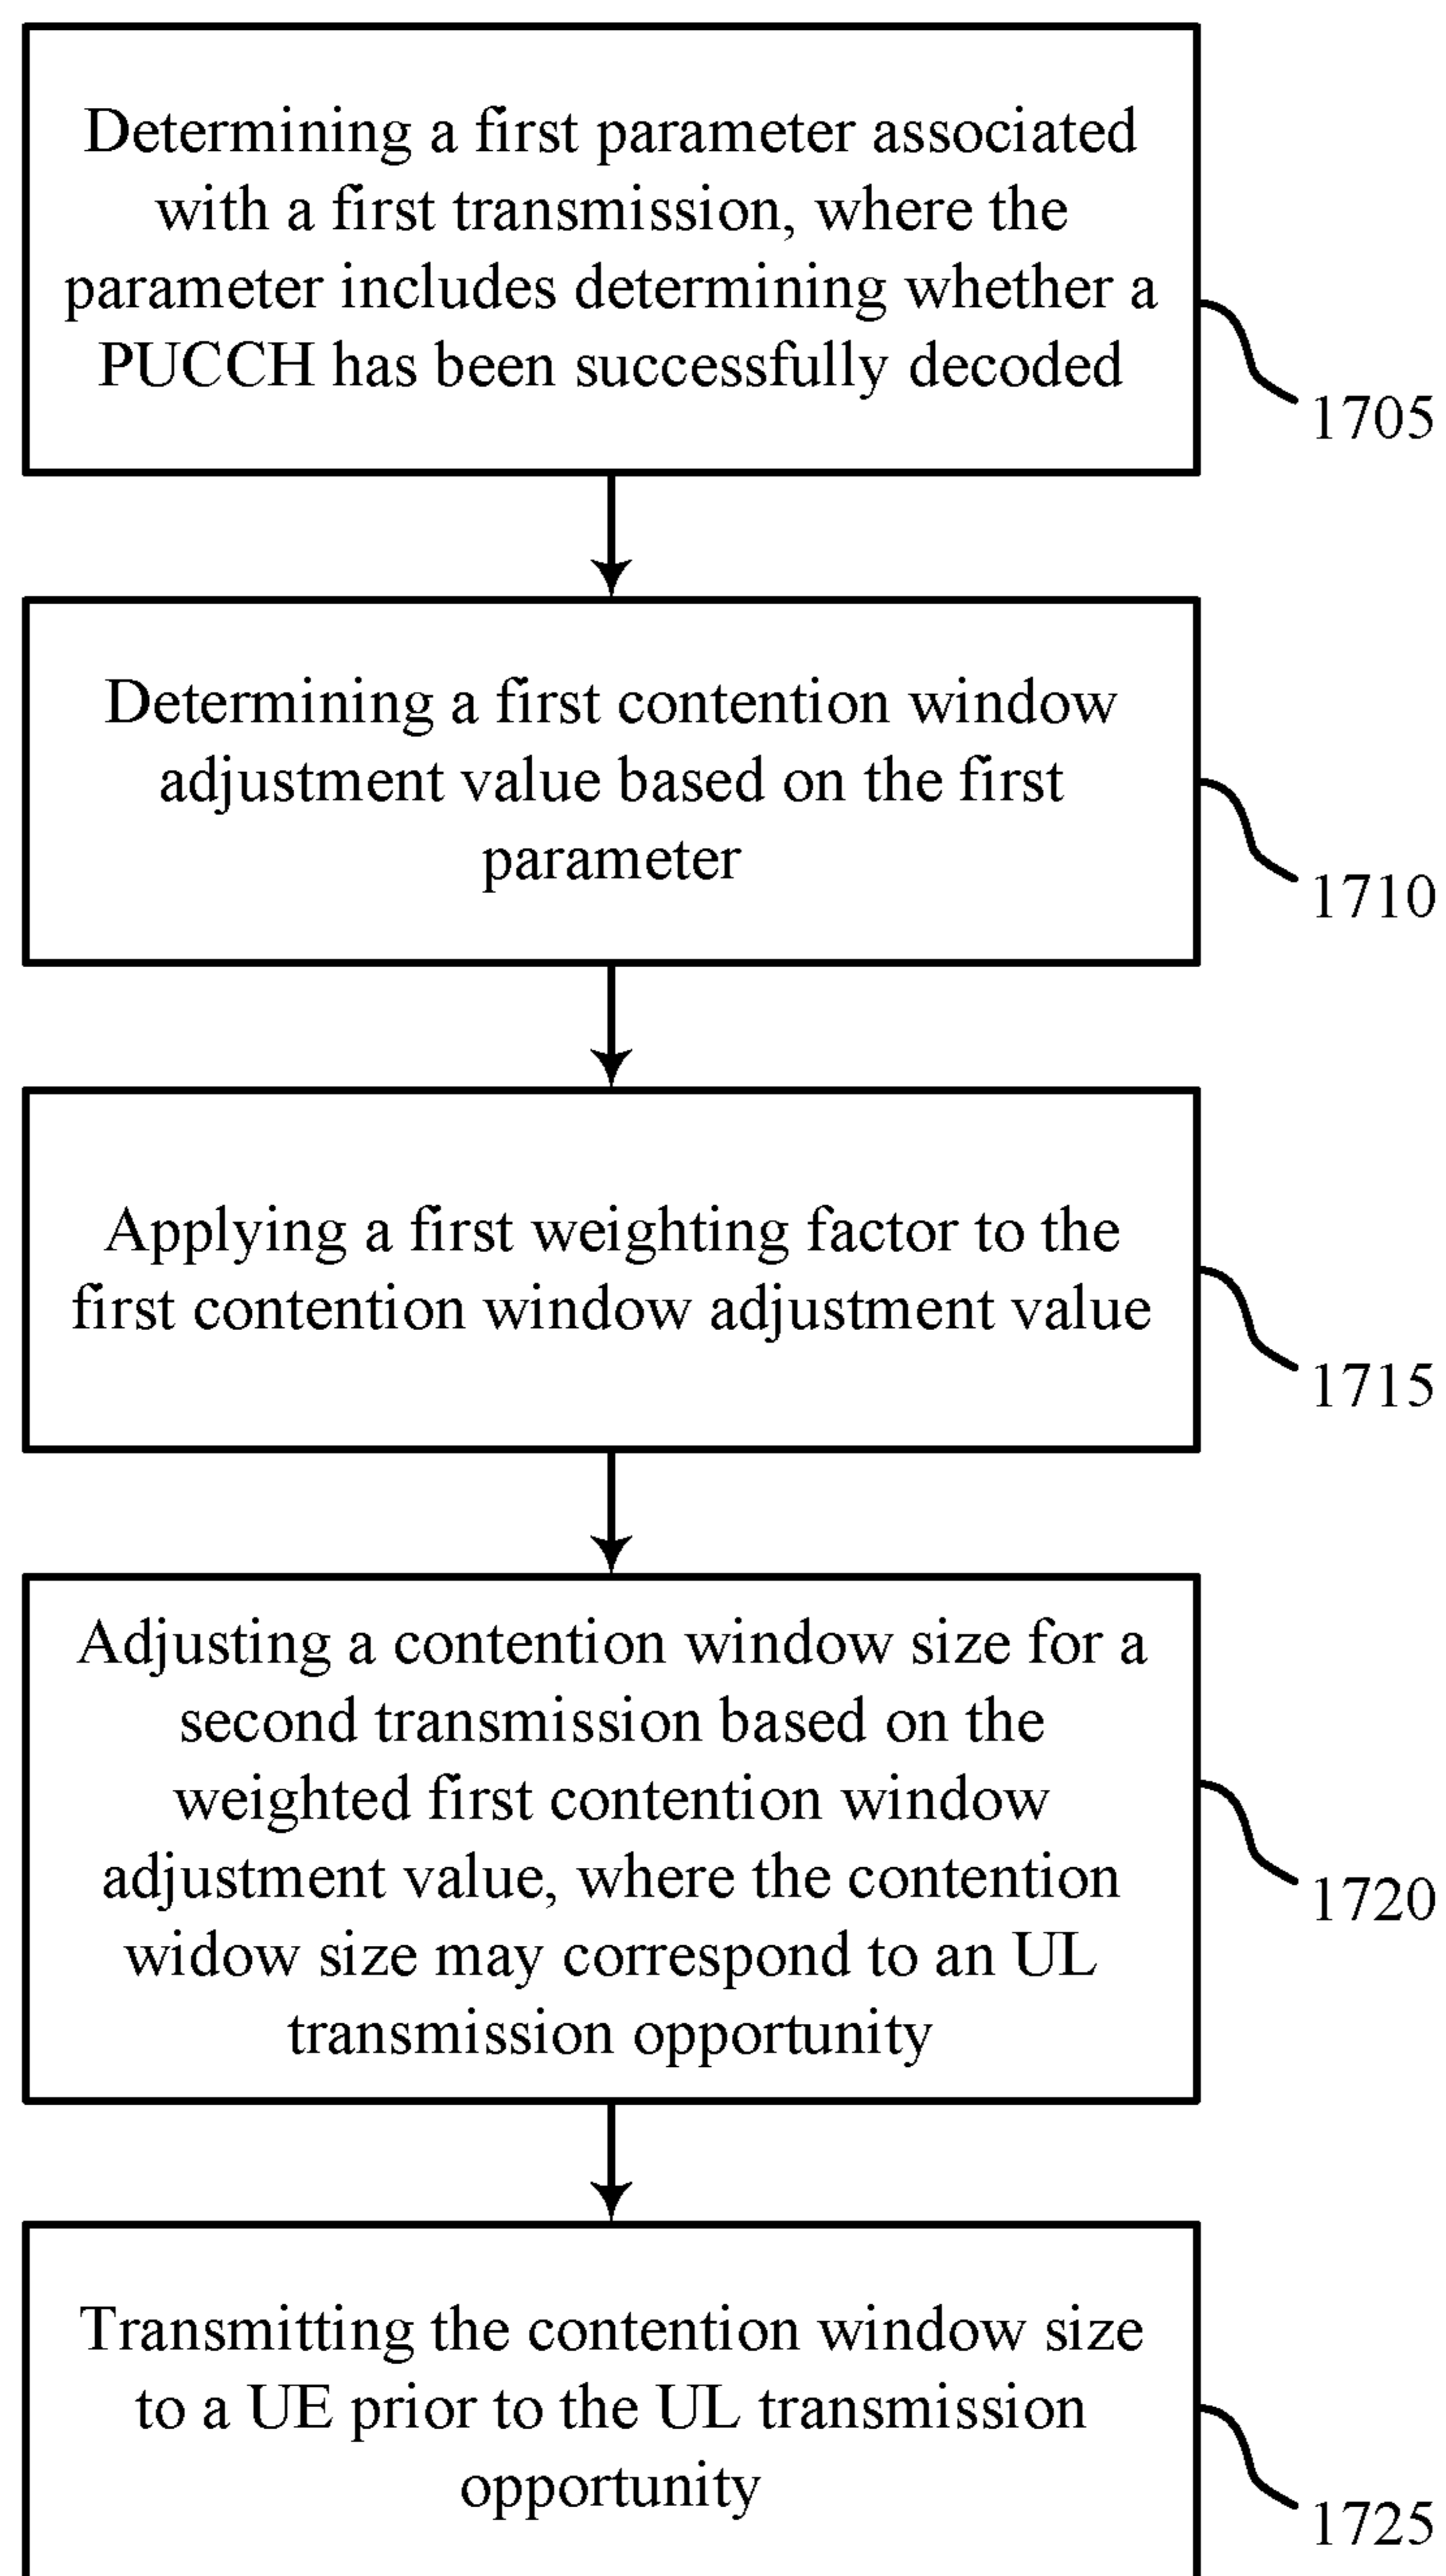 Determining a first parameter associated
with a first transmission, where the
parameter includes determining whether a
PUCCH has been successfully decoded
1705
Determining a first contention window
adjustment value based on the first
parameter
1710
Applying a first weighting factor to the
first contention window adjustment value
1715
Adjusting a contention window size for a
second transmission based on the
weighted first contention window
adjustment value, where the contention
widow size may correspond to an UL
transmission opportunity
1720
Transmitting the contention window size
to a UE prior to the UL transmission
opportunity
1725